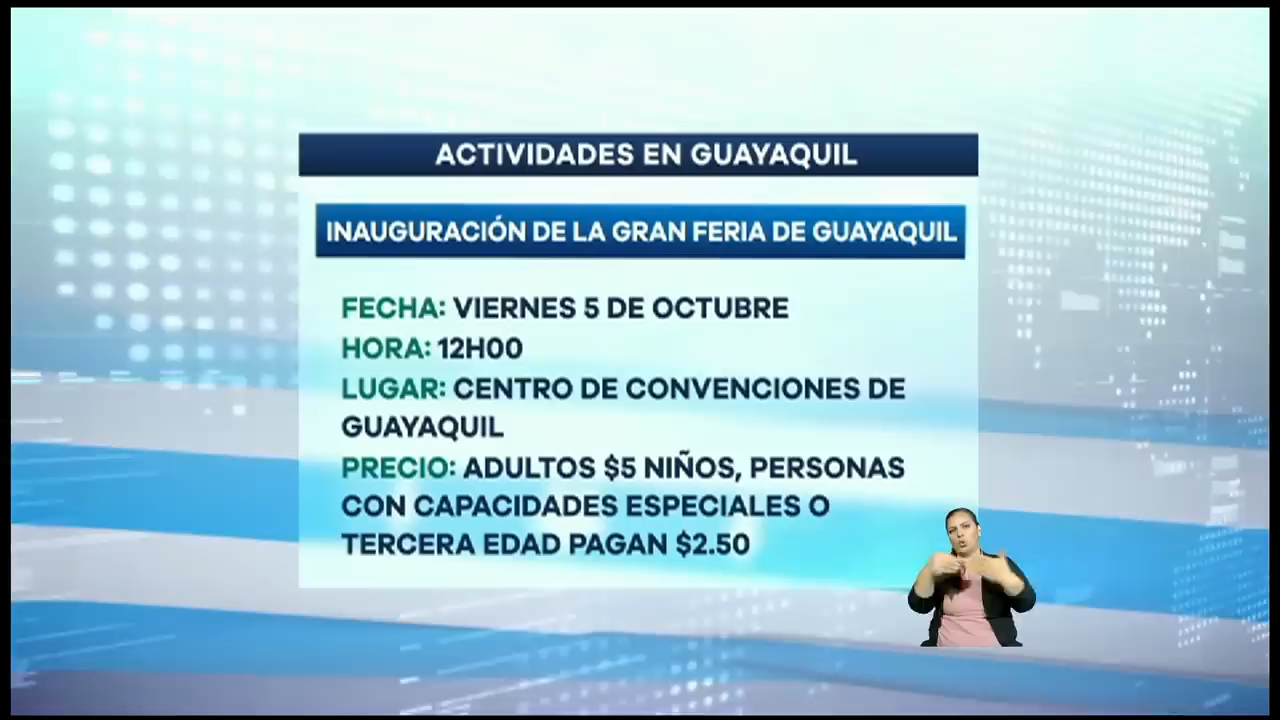 ACTIVIDADES EN GUAYAQUIL
INAUGURACIÓN DE LA GRAN FERIA DE GUAYAQUIL
FECHA: VIERNES 5 DE OCTUBRE
HORA: 12H00
LUGAR: CENTRO DE CONVENCIONES DE
GUAYAQUIL
PRECIO: ADULTOS $5 NIÑOS, PERSONAS
CON CAPACIDADES ESPECIALES O
TERCERA EDAD PAGAN $2.50